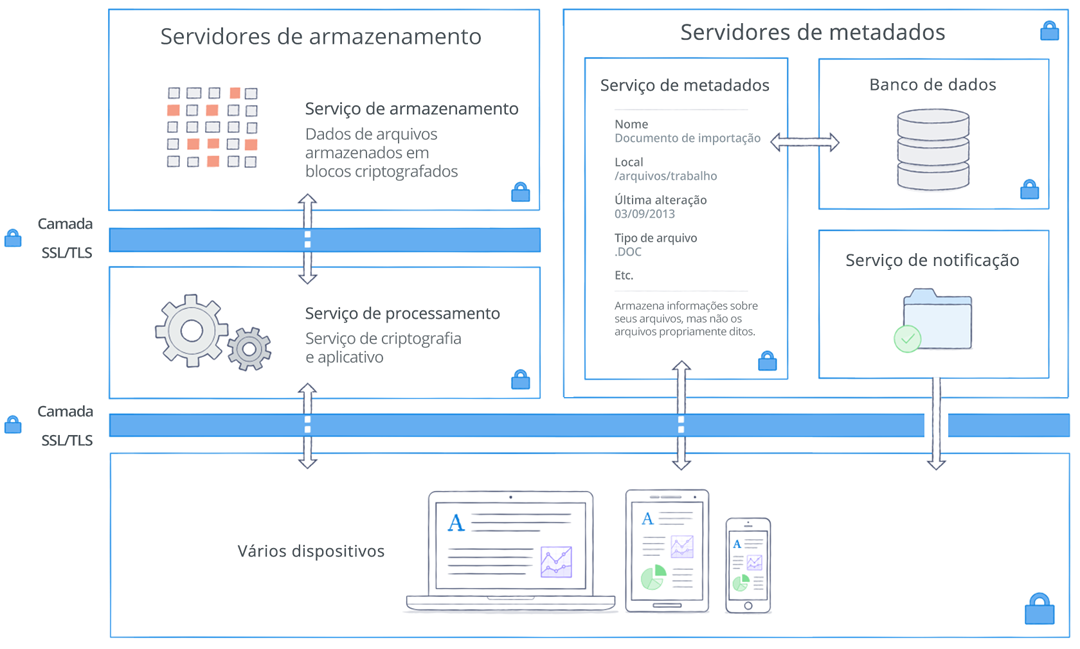 Servidores de armazenamento
Serviço de armazenamento
Dados de arquivos
armazenados em
blocos criptografados
Camada
SSL/TLS
Serviço de processamento
Serviço de criptografia
e aplicativo
Servidores de metadados
Serviço de metadados
Nome
Documento de importação
Local
/arquivos/trabalho
Última alteração
03/09/2013
Tipo de arquivo
.DOC
Etc.
Armazena informações sobre
seus arquivos, mas não os
arquivos propriamente ditos.
Banco de dados
Serviço de notificação
Camada
SSL/TLS
Vários dispositivos
A
A
A